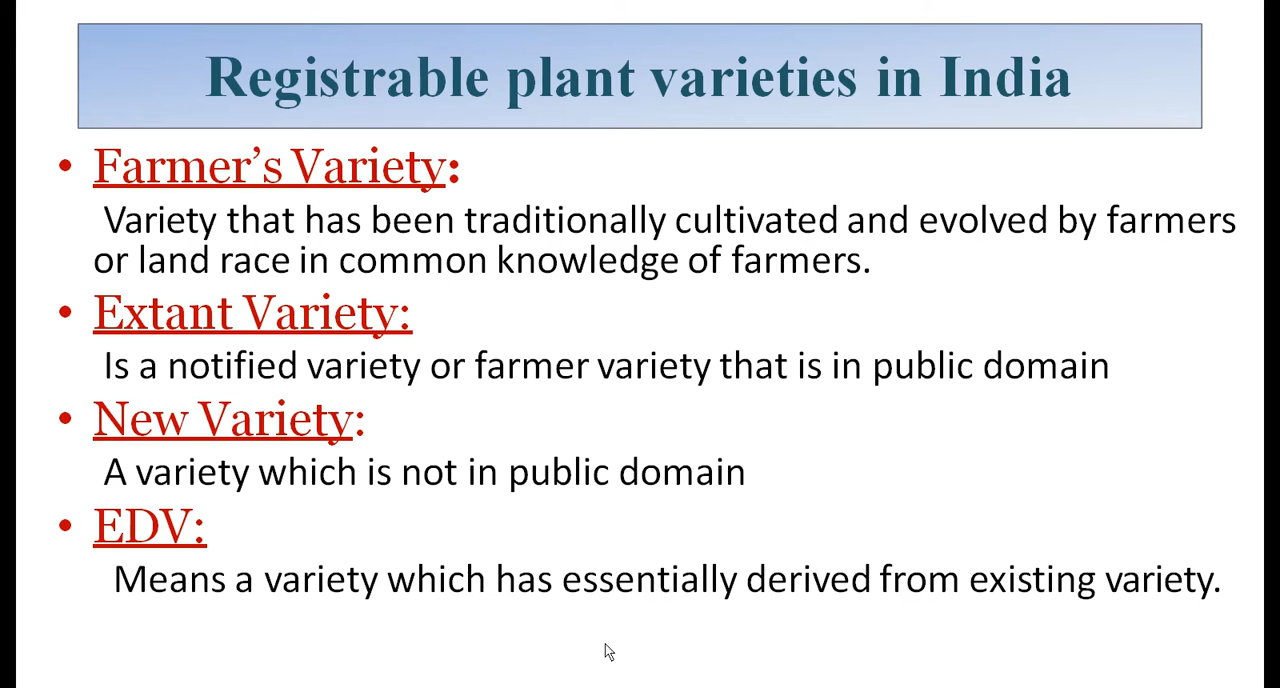 Registrable plant varieties in India
• Farmer’s Variety:
Variety that has been traditionally cultivated and evolved by farmers
or land race in common knowledge of farmers.
• Extant Variety:
Is a notified variety or farmer variety that is in public domain
• New Variety:
A variety which is not in public domain
• EDV:
Means a variety which has essentially derived from existing variety.